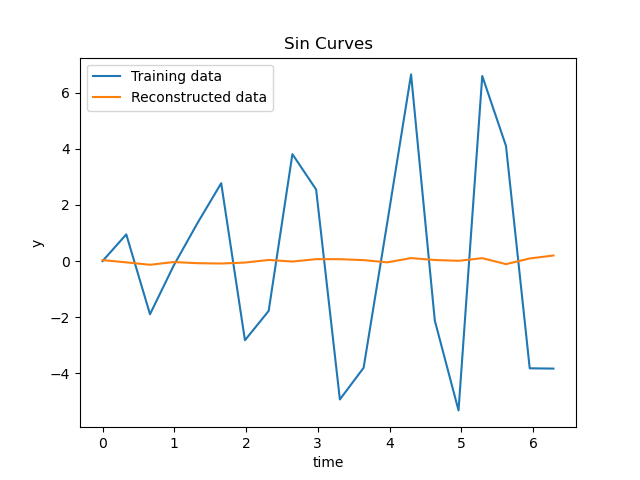 Sin Curves
Training data
Reconstructed data
y
6
4
2
0
−2
−4
0 1 2 3 4 5 6
time